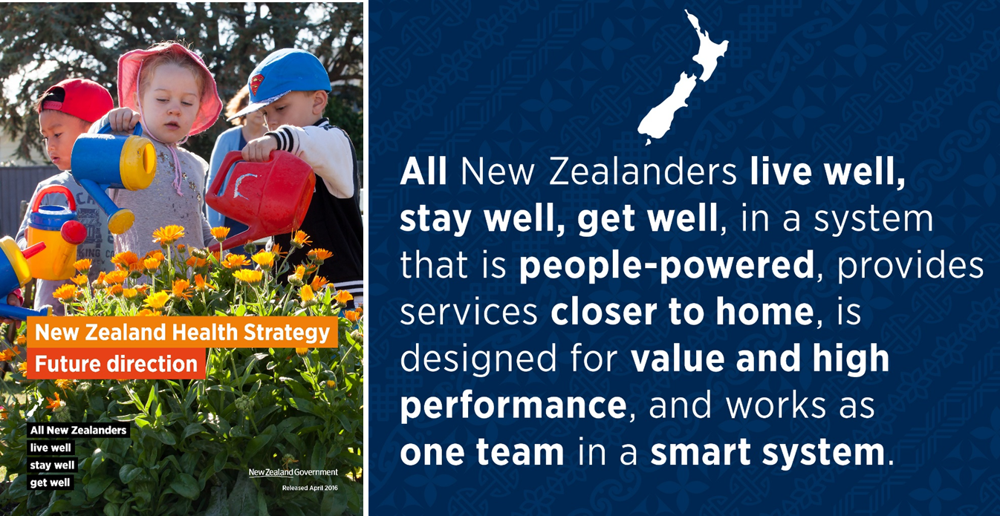 New Zealand Health Strategy
Future direction
All New Zealanders
live well
stay well
get well
New Zealand Government
Released April 2016
All New Zealanders live well,
stay well, get well, in a system
that is people-powered, provides
services closer to home, is
designed for value and high
performance, and works as
one team in a smart system.